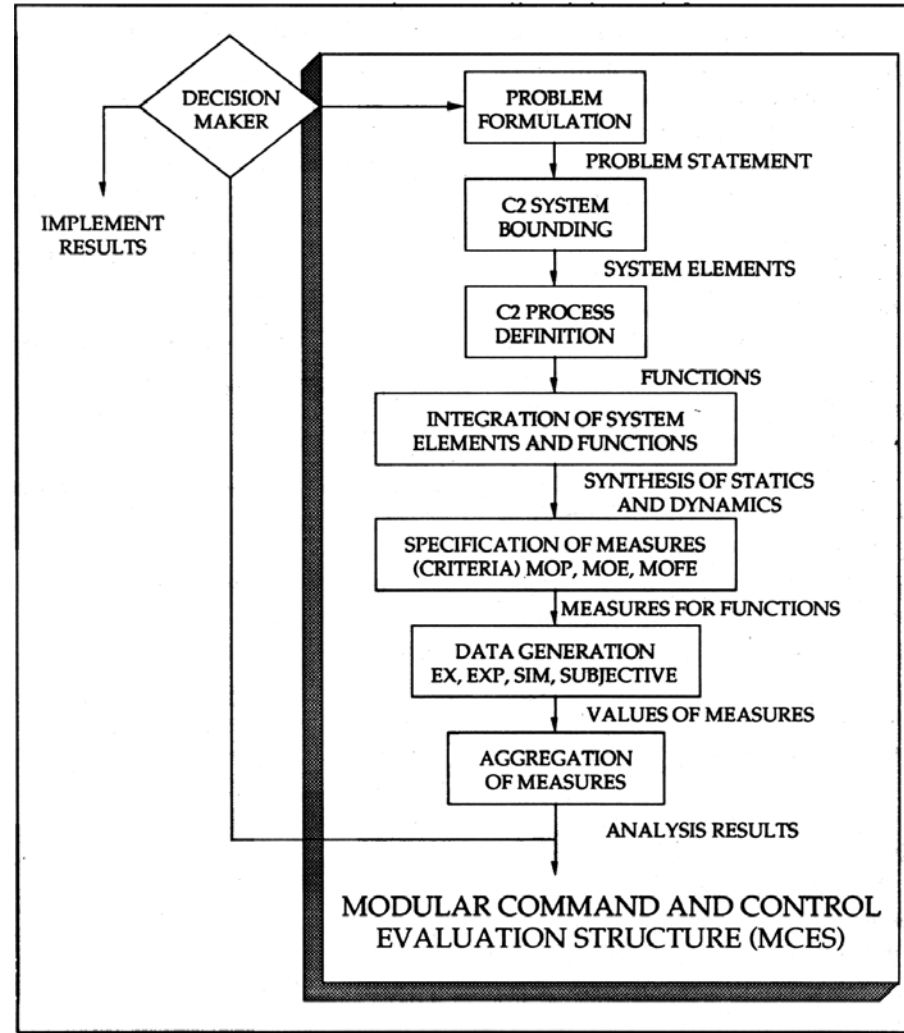 DECISION
MAKER
IMPLEMENT
RESULTS
PROBLEM
FORMULATION
PROBLEM STATEMENT
C2 SYSTEM
BOUNDING
SYSTEM ELEMENTS
C2 PROCESS
DEFINITION
FUNCTIONS
INTEGRATION OF SYSTEM
ELEMENTS AND FUNCTIONS
SYNTHESIS OF STATICS
AND DYNAMICS
SPECIFICATION OF MEASURES
(CRITERIA) MOP, MOE, MOFE
MEASURES FOR FUNCTIONS
DATA GENERATION
EX, EXP, SIM, SUBJECTIVE
VALUES OF MEASURES
AGGREGATION
OF MEASURES
ANALYSIS RESULTS
MODULAR COMMAND AND CONTROL
EVALUATION STRUCTURE (MCES)